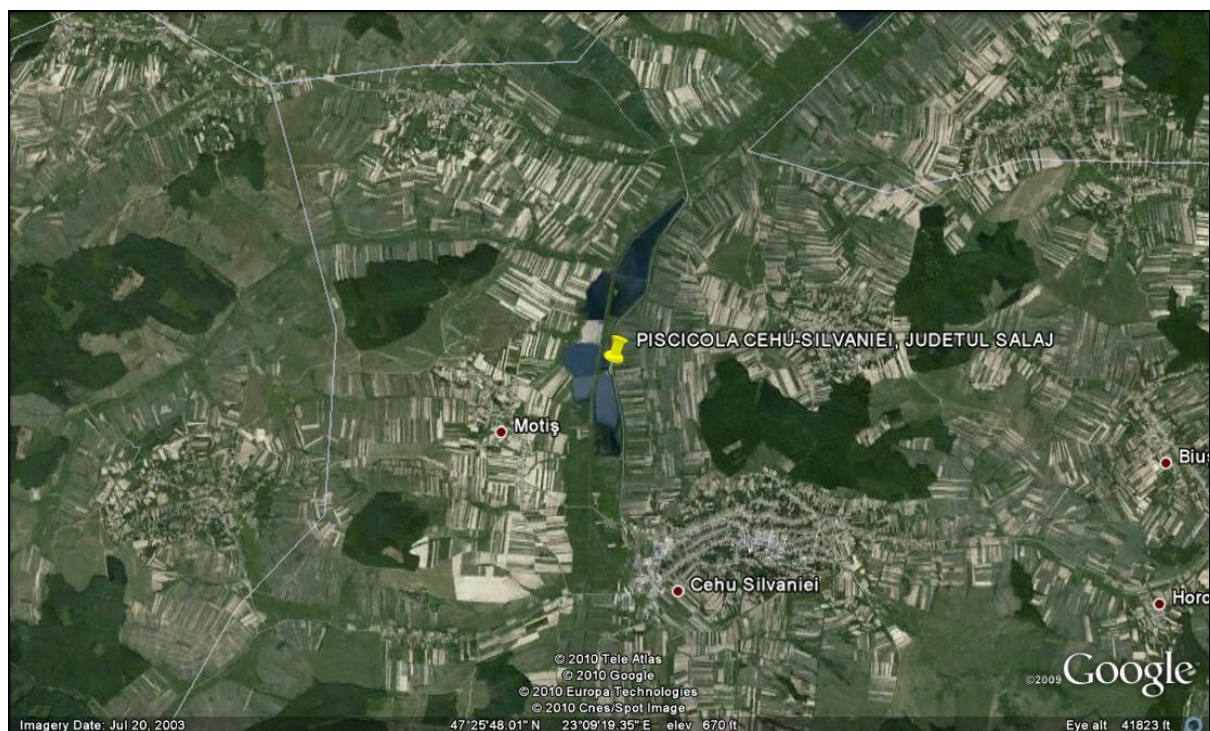 PISCICOLA CEHU-SILVANIEI, JUDETUL SALAJ
Motiş
Biuş
Cehu Silvaniei
Horo
© 2010 Tele Atlas
© 2010 Google
© 2010 Europa Technologies
© 2010 Cnes/Spot Image
©2009 Google
Imagery Date: Jul 20, 2003 47°25'48.01" N 23°09'19.35" E elev 670 ft Eye alt 41823 ft